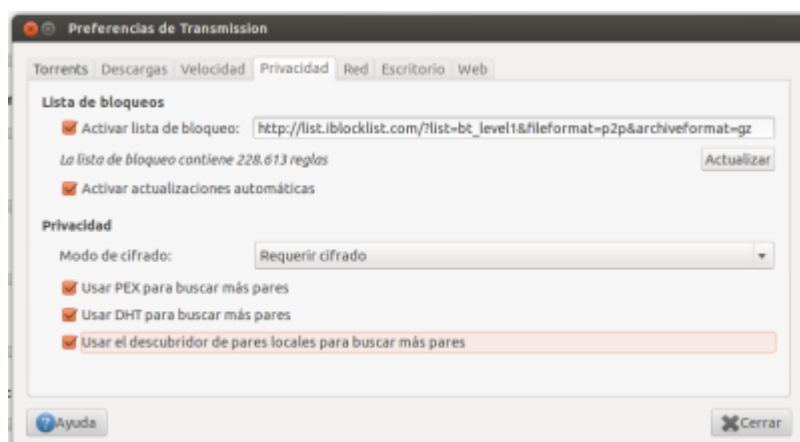 Preferencias de Transmission
Torrents Descargas Velocidad Privacidad Red Escritorio Web
Lista de bloqueos
Activar lista de bloqueo: http://list.iblocklist.com/?list=bt_level1&fileformat=p2p&archiveformat=gz
La lista de bloqueo contiene 228.613 reglas Actualizar
Activar actualizaciones automáticas
Privacidad
Modo de cifrado: Requerir cifrado
Usar PEX para buscar más pares
Usar DHT para buscar más pares
Usar el descubridor de pares locales para buscar más pares
Ayuda Cerrar